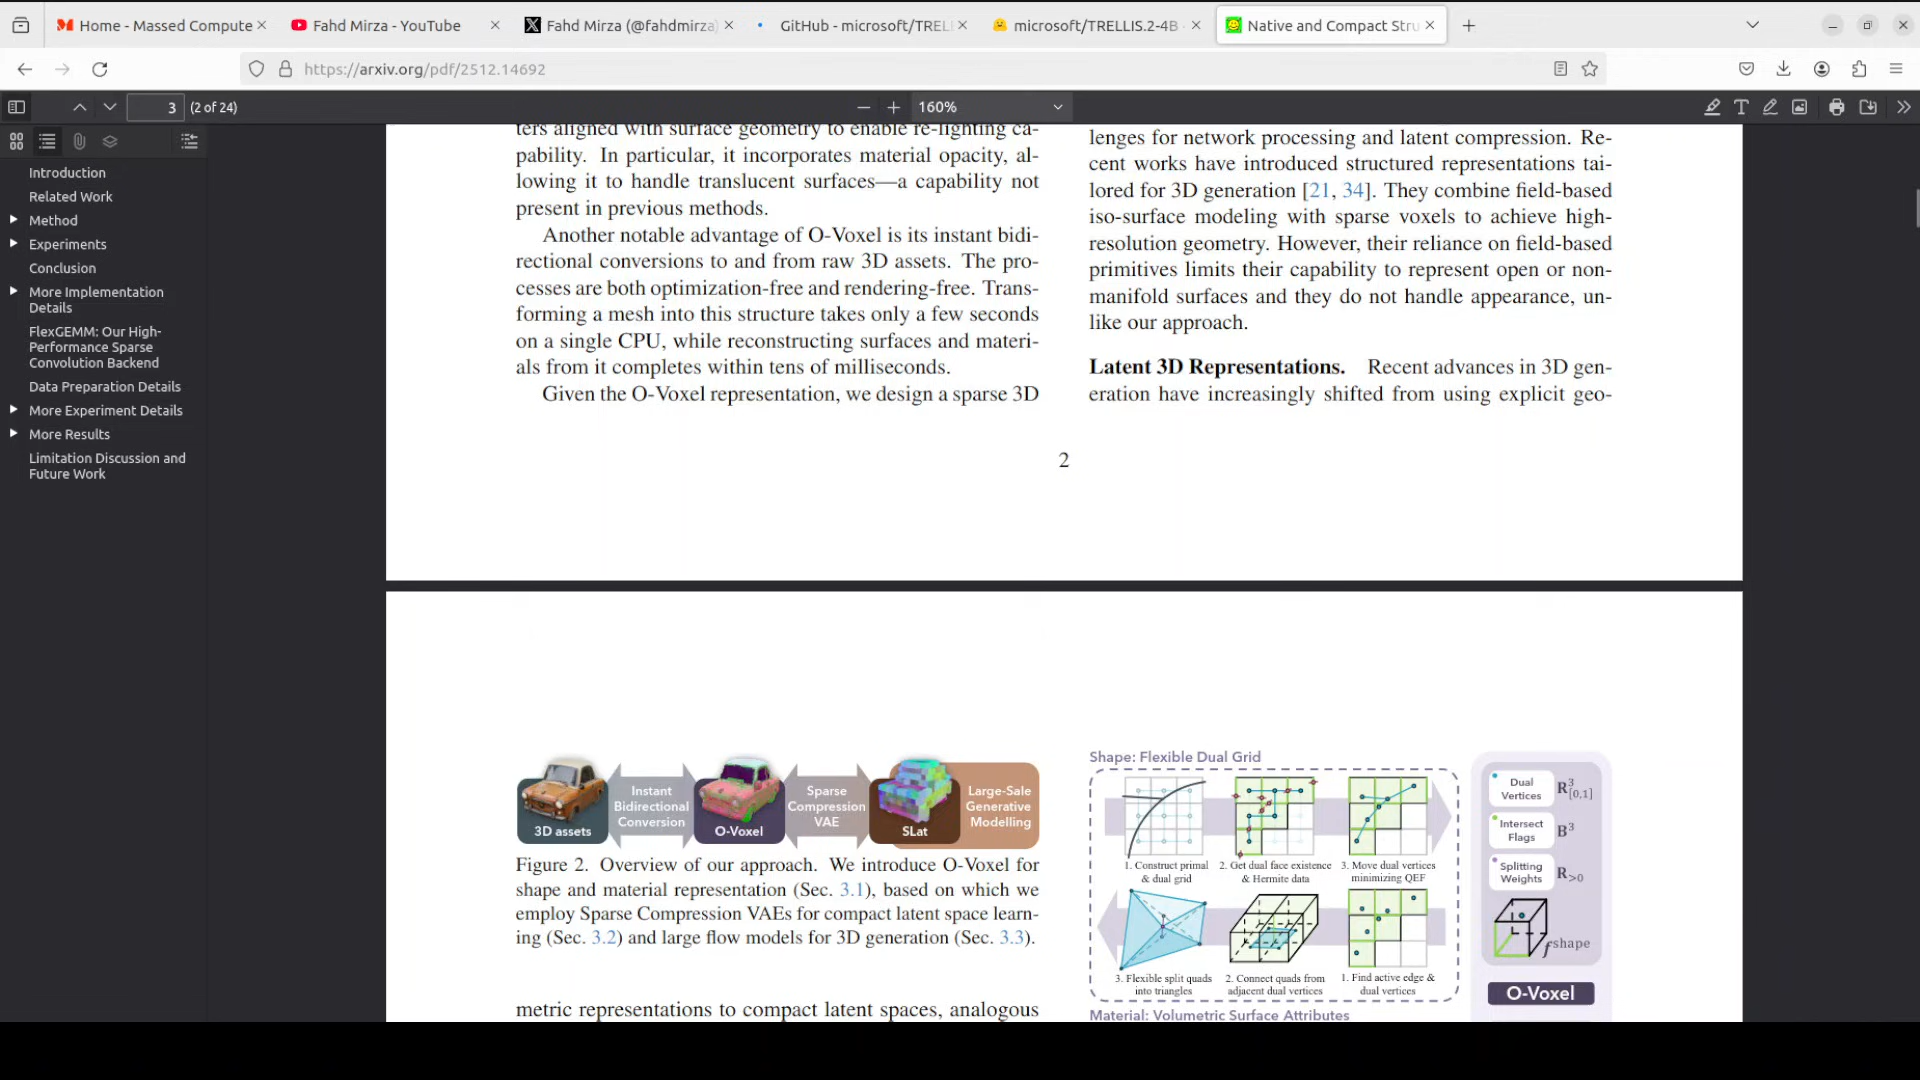 Home - Massed Compute
Fahd Mirza - YouTube
Fahd Mirza (@fahdmirza)
GitHub - microsoft/TREL
microsoft/TRELLIS.2-4B
Native and Compact Stru
https://arxiv.org/pdf/2512.14692
3
(2 of 24)
160%
Introduction
Related Work
Method
Experiments
Conclusion
More Implementation
Details
FlexGEMM: Our High-
Performance Sparse
Convolution Backend
Data Preparation Details
More Experiment Details
More Results
Limitation Discussion and
Future Work
ters aligned with surface geometry to enable re-lighting ca-
pability. In particular, it incorporates material opacity, al-
lowing it to handle translucent surfaces—a capability not
present in previous methods.
Another notable advantage of O-Voxel is its instant bidi-
rectional conversions to and from raw 3D assets. The pro-
cesses are both optimization-free and rendering-free. Trans-
forming a mesh into this structure takes only a few seconds
on a single CPU, while reconstructing surfaces and materi-
als from it completes within tens of milliseconds.
Given the O-Voxel representation, we design a sparse 3D
lenges for network processing and latent compression. Re-
cent works have introduced structured representations tai-
lored for 3D generation [21, 34]. They combine field-based
iso-surface modeling with sparse voxels to achieve high-
resolution geometry. However, their reliance on field-based
primitives limits their capability to represent open or non-
manifold surfaces and they do not handle appearance, un-
like our approach.
Latent 3D Representations. Recent advances in 3D gen-
eration have increasingly shifted from using explicit geo-
2
3D assets
Instant
Bidirectional
Conversion
O-Voxel
Sparse
Compression
VAE
SLat
Large-Sale
Generative
Modelling
Figure 2. Overview of our approach. We introduce O-Voxel for
shape and material representation (Sec. 3.1), based on which we
employ Sparse Compression VAEs for compact latent space learn-
ing (Sec. 3.2) and large flow models for 3D generation (Sec. 3.3).
metric representations to compact latent spaces, analogous
Shape: Flexible Dual Grid
1. Construct primal
& dual grid
2. Get dual face existence
& Hermite data
3. Move dual vertices
minimizing QEF
3. Flexible split quads
into triangles
2. Connect quads from
adjacent dual vertices
1. Find active edge &
dual vertices
Dual
Vertices
R³[0,1]
Intersect
Flags
B³
Splitting
Weights
R>0
f shape
O-Voxel
Material: Volumetric Surface Attributes